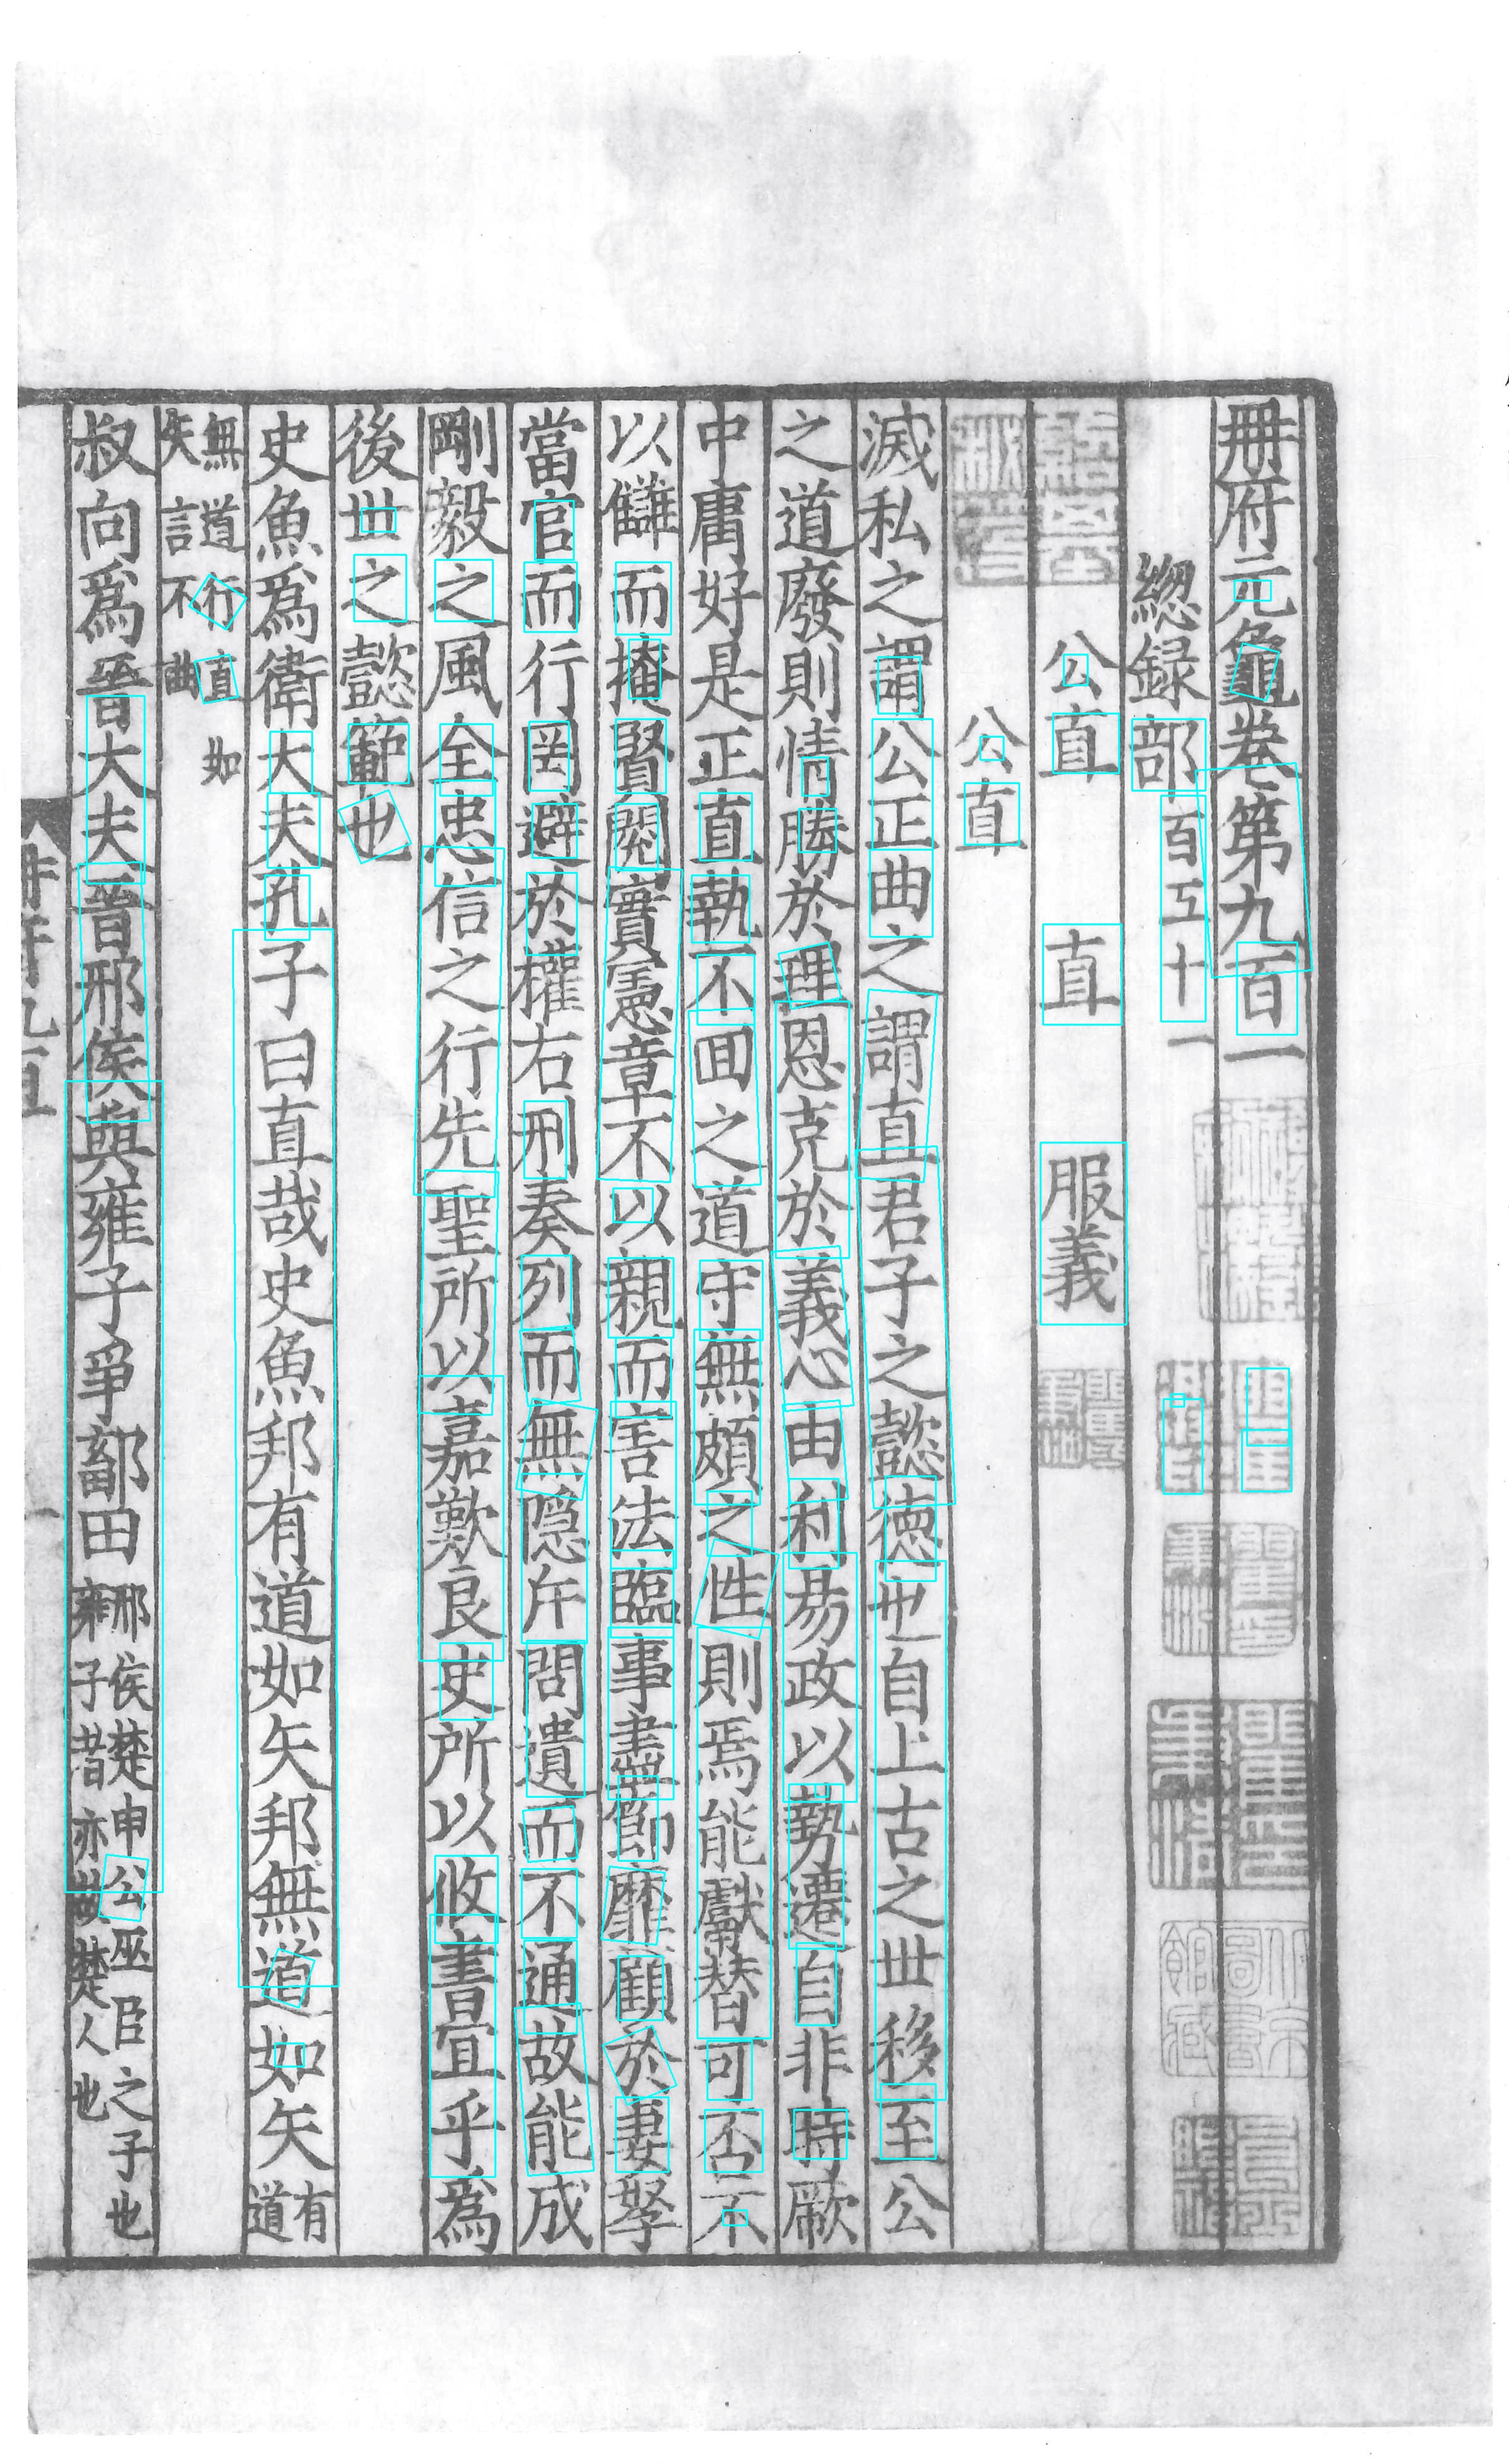 冊府元龜卷第九百一
緫録部 百五十一
公直 直 服義
公直
滅私之謂公正曲之謂直君子之懿德也自上古之世移至公
之道廢則情勝於理恩克於義心由利昜政以勢遷自非時厥
中庸好是正直執不回之道守無頗之性則焉能獻替可否不
以讎而掩賢閱實憲章不以親而害法臨事盡節靡顧於妻孥
當官而行罔避於權右刑奏列而無隱斥問遺而不通故能成
剛毅之風全忠信之行先聖所以嘉歎良史所以攸書宜乎爲
後世之懿範也
史魚爲衛大夫孔子曰直哉史魚邦有道如矢邦無道如矢有道
無道行直如
矢言不曲
叔向爲晉大夫晉邢侯與雍子爭鄐田邢侯楚申公巫臣之子也
雍子者亦故楚人也